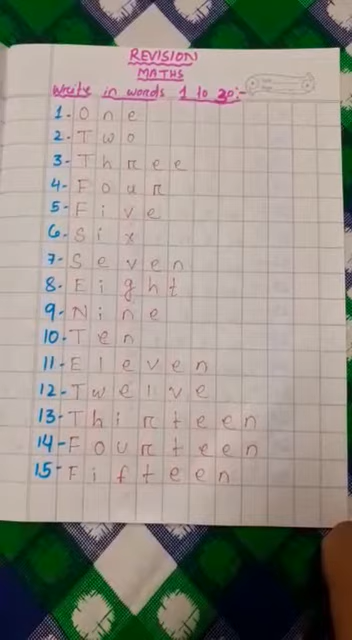 REVISION
MATHS
Write in words 1 to 30:-
1- One
2- Two
3- Three
4- Four
5- Five
6- Six
7- Seven
8- Eight
9- Nine
10- Ten
11- Eleven
12- Twelve
13- Thirteen
14- Fourteen
15- Fifteen